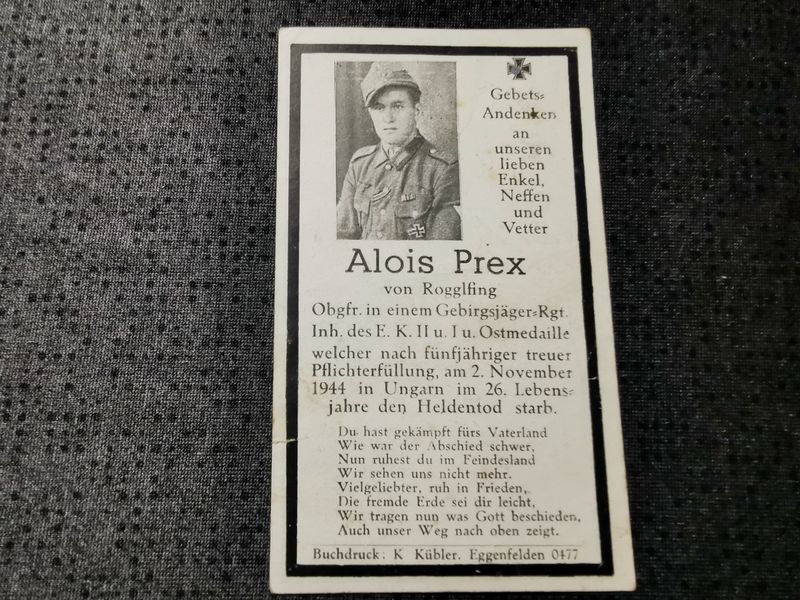 Gebets-
Andenken
an
unseren
lieben
Enkel,
Neffen
und
Vetter
Alois Prex
von Rogglfing
Obgfr. in einem Gebirgsjäger-Rgt.
Inh. des E. K. II u. I u. Ostmedaille
welcher nach fünfjähriger treuer
Pflichterfüllung, am 2. November
1944 in Ungarn im 26. Lebens-
jahre den Heldentod starb.
Du hast gekämpft fürs Vaterland
Wie war der Abschied schwer,
Nun ruhest du im Feindesland
Wir sehen uns nicht mehr.
Vielgeliebter, ruh in Frieden,
Die fremde Erde sei dir leicht,
Wir tragen nun was Gott beschieden,
Auch unser Weg nach oben zeigt.
Buchdruck: K Kübler. Eggenfelden 0477